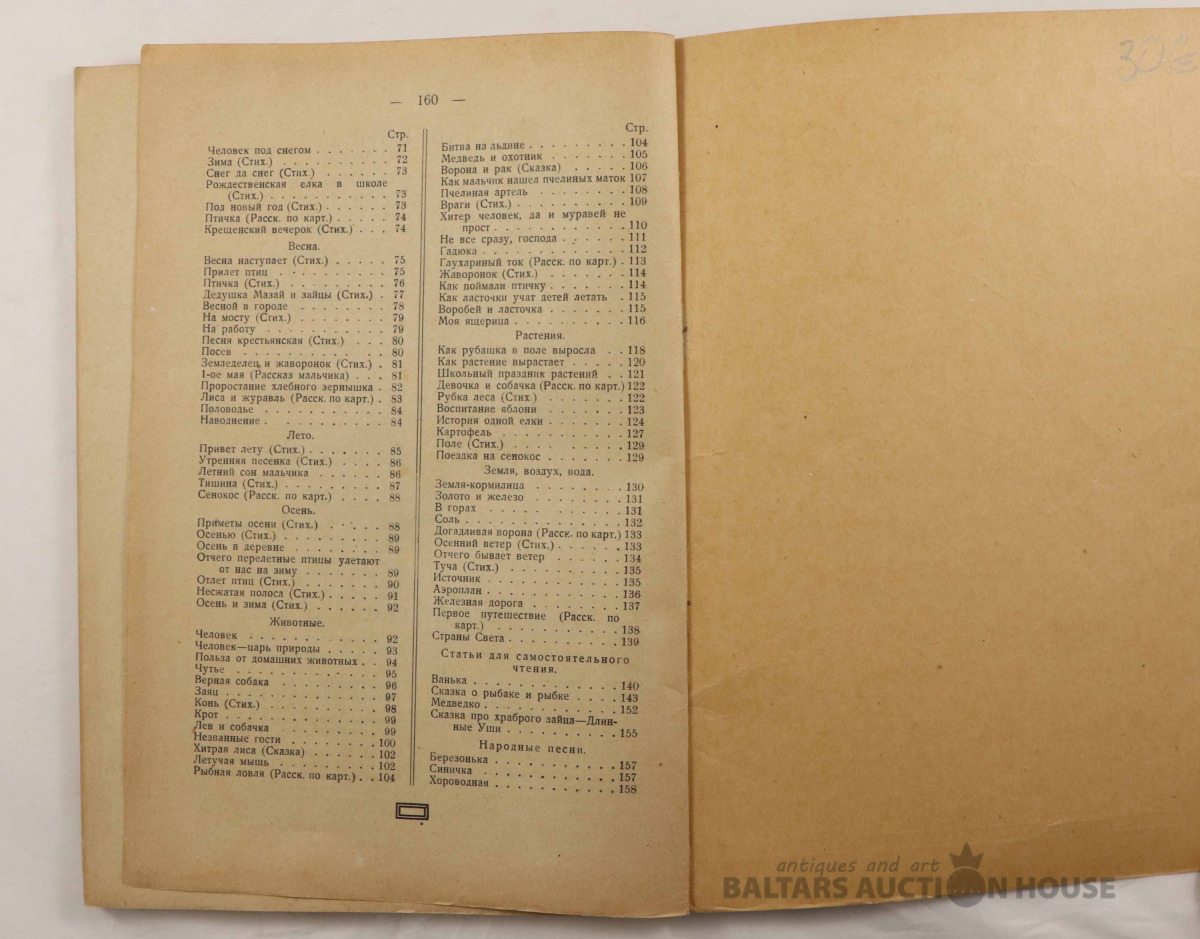 — 160 —
Стр.
Человек под снегом . . . . . . . 71
Зима (Стих.) . . . . . . . . . . 72
Снег да снег (Стих.) . . . . . . 73
Рождественская елка в школе
(Стих.) . . . . . . . . . . . 73
Под новый год (Стих.) . . . . . . 73
Птичка (Расск. по карт.) . . . . . 74
Крещенский вечерок (Стих.) . . . 74
Весна.
Весна наступает (Стих.) . . . . . 75
Прилет птиц . . . . . . . . . . 75
Птичка (Стих.) . . . . . . . . . 76
Дедушка Мазай и зайцы (Стих.) . 77
Весной в городе . . . . . . . . 78
На мосту (Стих.) . . . . . . . . 79
На работу . . . . . . . . . . . 79
Песня крестьянская (Стих.) . . . 80
Посев . . . . . . . . . . . . 80
Земледелец и жаворонок (Стих.) . 81
1-ое мая (Рассказ мальчика) . . . 81
Проростание хлебного зернышка . 82
Лиса и журавль (Расск. по карт.) . 83
Половодье . . . . . . . . . . . 84
Наводнение . . . . . . . . . . 84
Лето.
Привет лету (Стих.) . . . . . . . 85
Утренняя песенка (Стих.) . . . . 86
Летний сон мальчика . . . . . . 86
Тишина (Стих.) . . . . . . . . . 87
Сенокос (Расск. по карт.) . . . . 88
Осень.
Приметы осени (Стих.) . . . . . 88
Осенью (Стих.) . . . . . . . . . 89
Осень в деревне . . . . . . . . 89
Отчего перелетные птицы улетают
от нас на зиму . . . . . . . 89
Отлет птиц (Стих.) . . . . . . . 90
Несжатая полоса (Стих.) . . . . . 91
Осень и зима (Стих.) . . . . . . 92
Животные.
Человек . . . . . . . . . . . . 92
Человек—царь природы . . . . . 93
Польза от домашних животных . . 94
Чутье . . . . . . . . . . . . . 95
Верная собака . . . . . . . . . 96
Заяц . . . . . . . . . . . . . . 97
Конь (Стих.) . . . . . . . . . . 98
Крот . . . . . . . . . . . . . . 99
Лев и собачка . . . . . . . . . 99
Незванные гости . . . . . . . . 100
Хитрая лиса (Сказка) . . . . . . 102
Летучая мышь . . . . . . . . . 102
Рыбная ловля (Расск. по карт.) . . 104
Стр.
Битва на льдине . . . . . . . . . 104
Медведь и охотник . . . . . . . 105
Ворона и рак (Сказка) . . . . . 106
Как мальчик нашел пчелиных маток 107
Пчелиная артель . . . . . . . . 108
Враги (Стих.) . . . . . . . . . . 109
Хитер человек, да и муравей не
прост . . . . . . . . . . . . 110
Не все сразу, господа . . . . . . 111
Гадюка . . . . . . . . . . . . . 112
Глухариный ток (Расск. по карт.) . 113
Жаворонок (Стих.) . . . . . . . 114
Как поймали птичку . . . . . . . 114
Как ласточки учат детей летать . 115
Воробей и ласточка . . . . . . . 115
Моя ящерица . . . . . . . . . . 116
Растения.
Как рубашка в поле выросла . . 118
Как растение вырастает . . . . . 120
Школьный праздник растений . . 121
Девочка и собачка (Расск. по карт.) 122
Рубка леса (Стих.) . . . . . . . 122
Воспитание яблони . . . . . . . 123
История одной елки . . . . . . . 124
Картофель . . . . . . . . . . . 127
Поле (Стих.) . . . . . . . . . . 129
Поездка на сенокос . . . . . . . 129
Земля, воздух, вода.
Земля-кормилица . . . . . . . . 130
Золото и железо . . . . . . . . 131
В горах . . . . . . . . . . . . 131
Соль . . . . . . . . . . . . . . 132
Догадливая ворона (Расск. по карт.) 133
Осенний ветер (Стих.) . . . . . . 133
Отчего бывает ветер . . . . . . 134
Туча (Стих.) . . . . . . . . . . 135
Источник . . . . . . . . . . . . 135
Аэроплан . . . . . . . . . . . . 136
Железная дорога . . . . . . . . 137
Первое путешествие (Расск. по
карт.) . . . . . . . . . . . 138
Страны Света . . . . . . . . . . 139
Статьи для самостоятельного
чтения.
Ванька . . . . . . . . . . . . . 140
Сказка о рыбаке и рыбке . . . . 143
Медведко . . . . . . . . . . . . 152
Сказка про храброго зайца—Длин-
ные Уши . . . . . . . . . . 155
Народные песни.
Березонька . . . . . . . . . . . 157
Синичка . . . . . . . . . . . . 157
Хороводная . . . . . . . . . . . 158
antiques and art
BALTARS AUCTION HOUSE